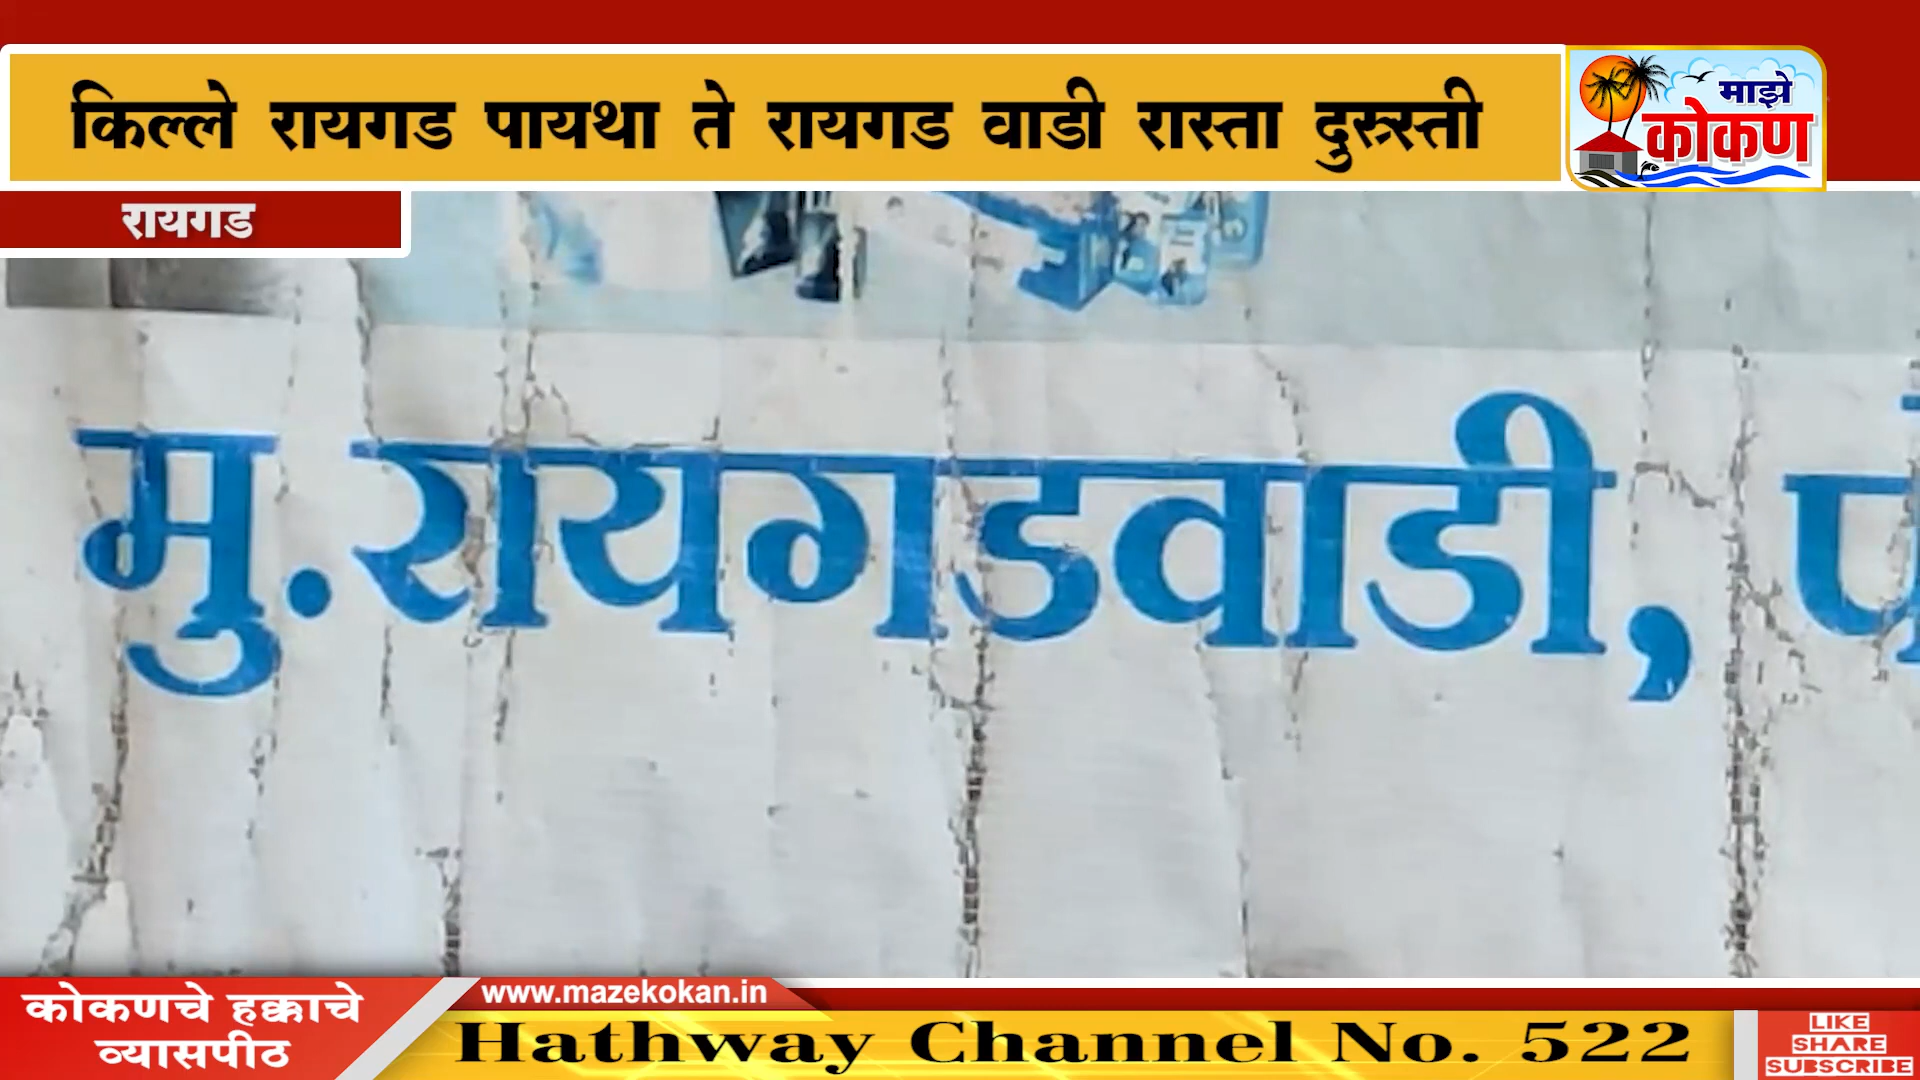 किल्ले रायगड पायथा ते रायगड वाडी रास्ता दुरुस्ती
माझे
कोकण
रायगड
मु.रायगडवाडी,
कोकणचे हक्काचे
व्यासपीठ
www.mazekokan.in
Hathway Channel No. 522
LIKE
SHARE
SUBSCRIBE